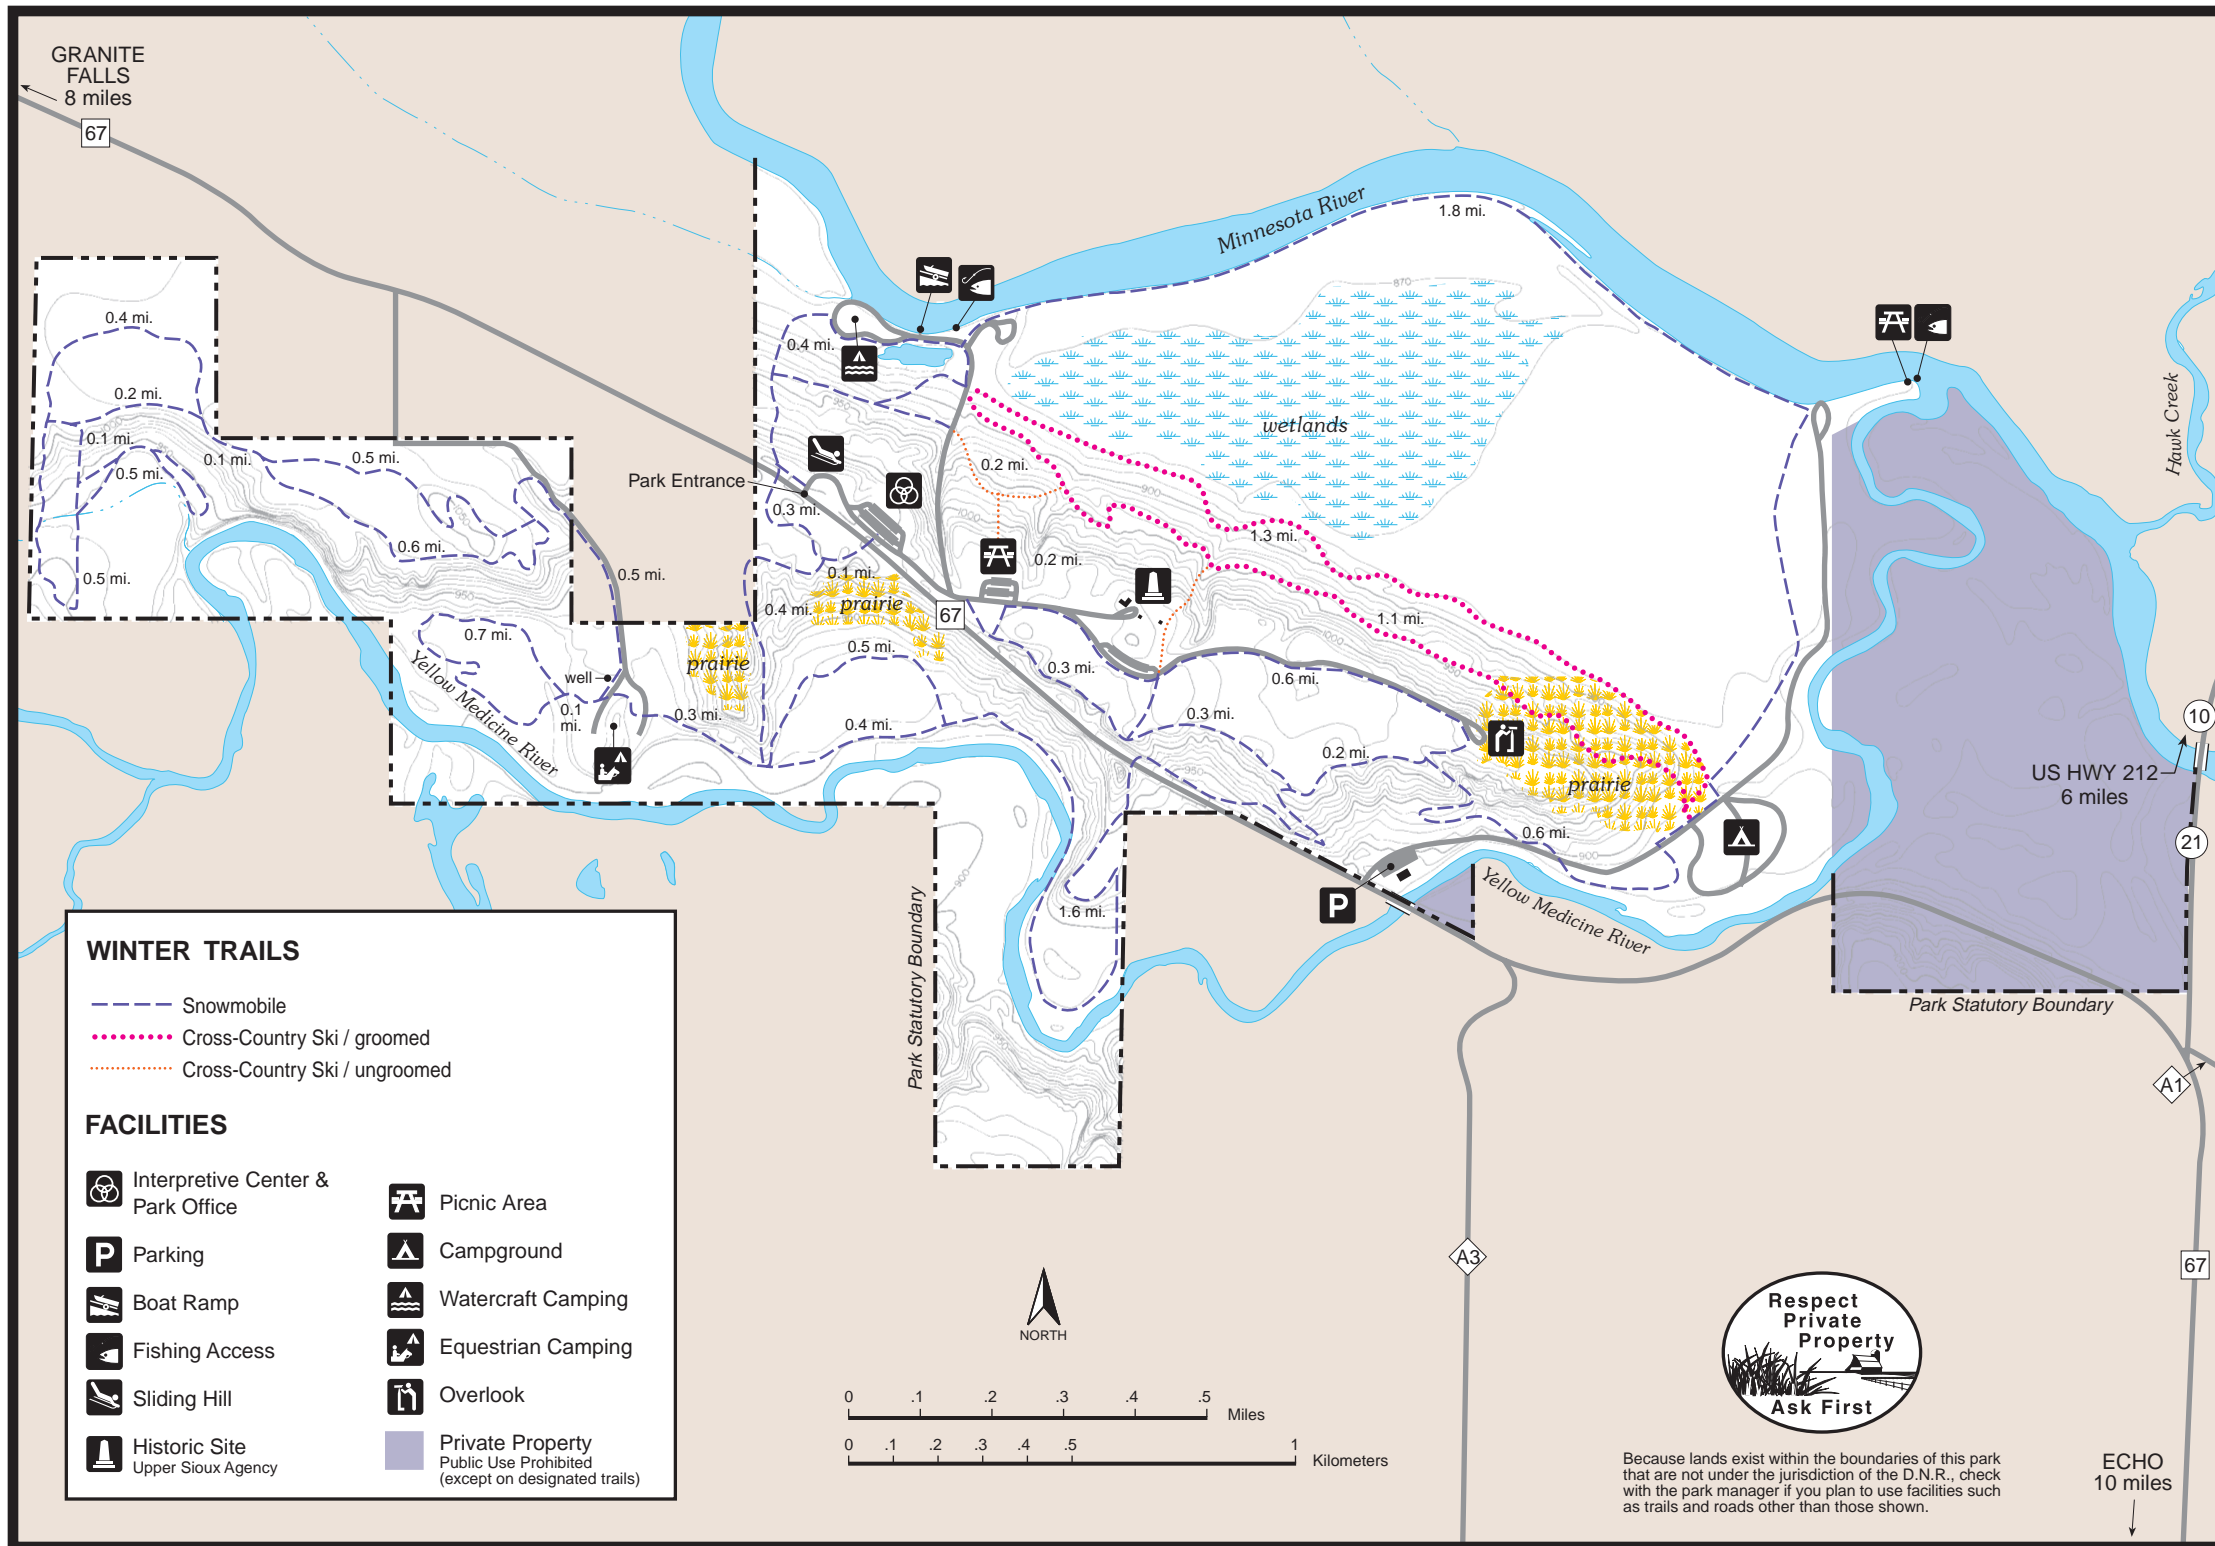 GRANITE
FALLS
8 miles
67
Minnesota River
1.8 mi.
870
Hawk Creek
0.4 mi.
0.4 mi.
0.2 mi.
950
wetlands
0.1 mi.
0.1 mi.
0.5 mi.
0.5 mi.
0.2 mi.
Park Entrance
900
1050
1000
0.3 mi.
1.3 mi.
0.6 mi.
0.2 mi.
0.5 mi.
0.5 mi.
0.1 mi.
950
0.4 mi.
prairie
67
1.1 mi.
1000
0.7 mi.
0.5 mi.
prairie
0.3 mi.
950
0.6 mi.
well
Yellow Medicine River
0.1
mi.
0.3 mi.
0.4 mi.
0.3 mi.
0.2 mi.
10
950
prairie
US HWY 212
6 miles
0.6 mi.
21
900
900
Yellow Medicine River
P
1.6 mi.
Park Statutory Boundary
Park Statutory Boundary
A1
A3
67
WINTER TRAILS
Snowmobile
Cross-Country Ski / groomed
Cross-Country Ski / ungroomed
FACILITIES
Interpretive Center &
Park Office
P
Parking
Boat Ramp
Fishing Access
Sliding Hill
Historic Site
Upper Sioux Agency
Picnic Area
Campground
Watercraft Camping
Equestrian Camping
Overlook
Private Property
Public Use Prohibited
(except on designated trails)
NORTH
0 .1 .2 .3 .4 .5
Miles
0 .1 .2 .3 .4 .5 1
Kilometers
Respect
Private
Property
Ask First
Because lands exist within the boundaries of this park
that are not under the jurisdiction of the D.N.R., check
with the park manager if you plan to use facilities such
as trails and roads other than those shown.
ECHO
10 miles